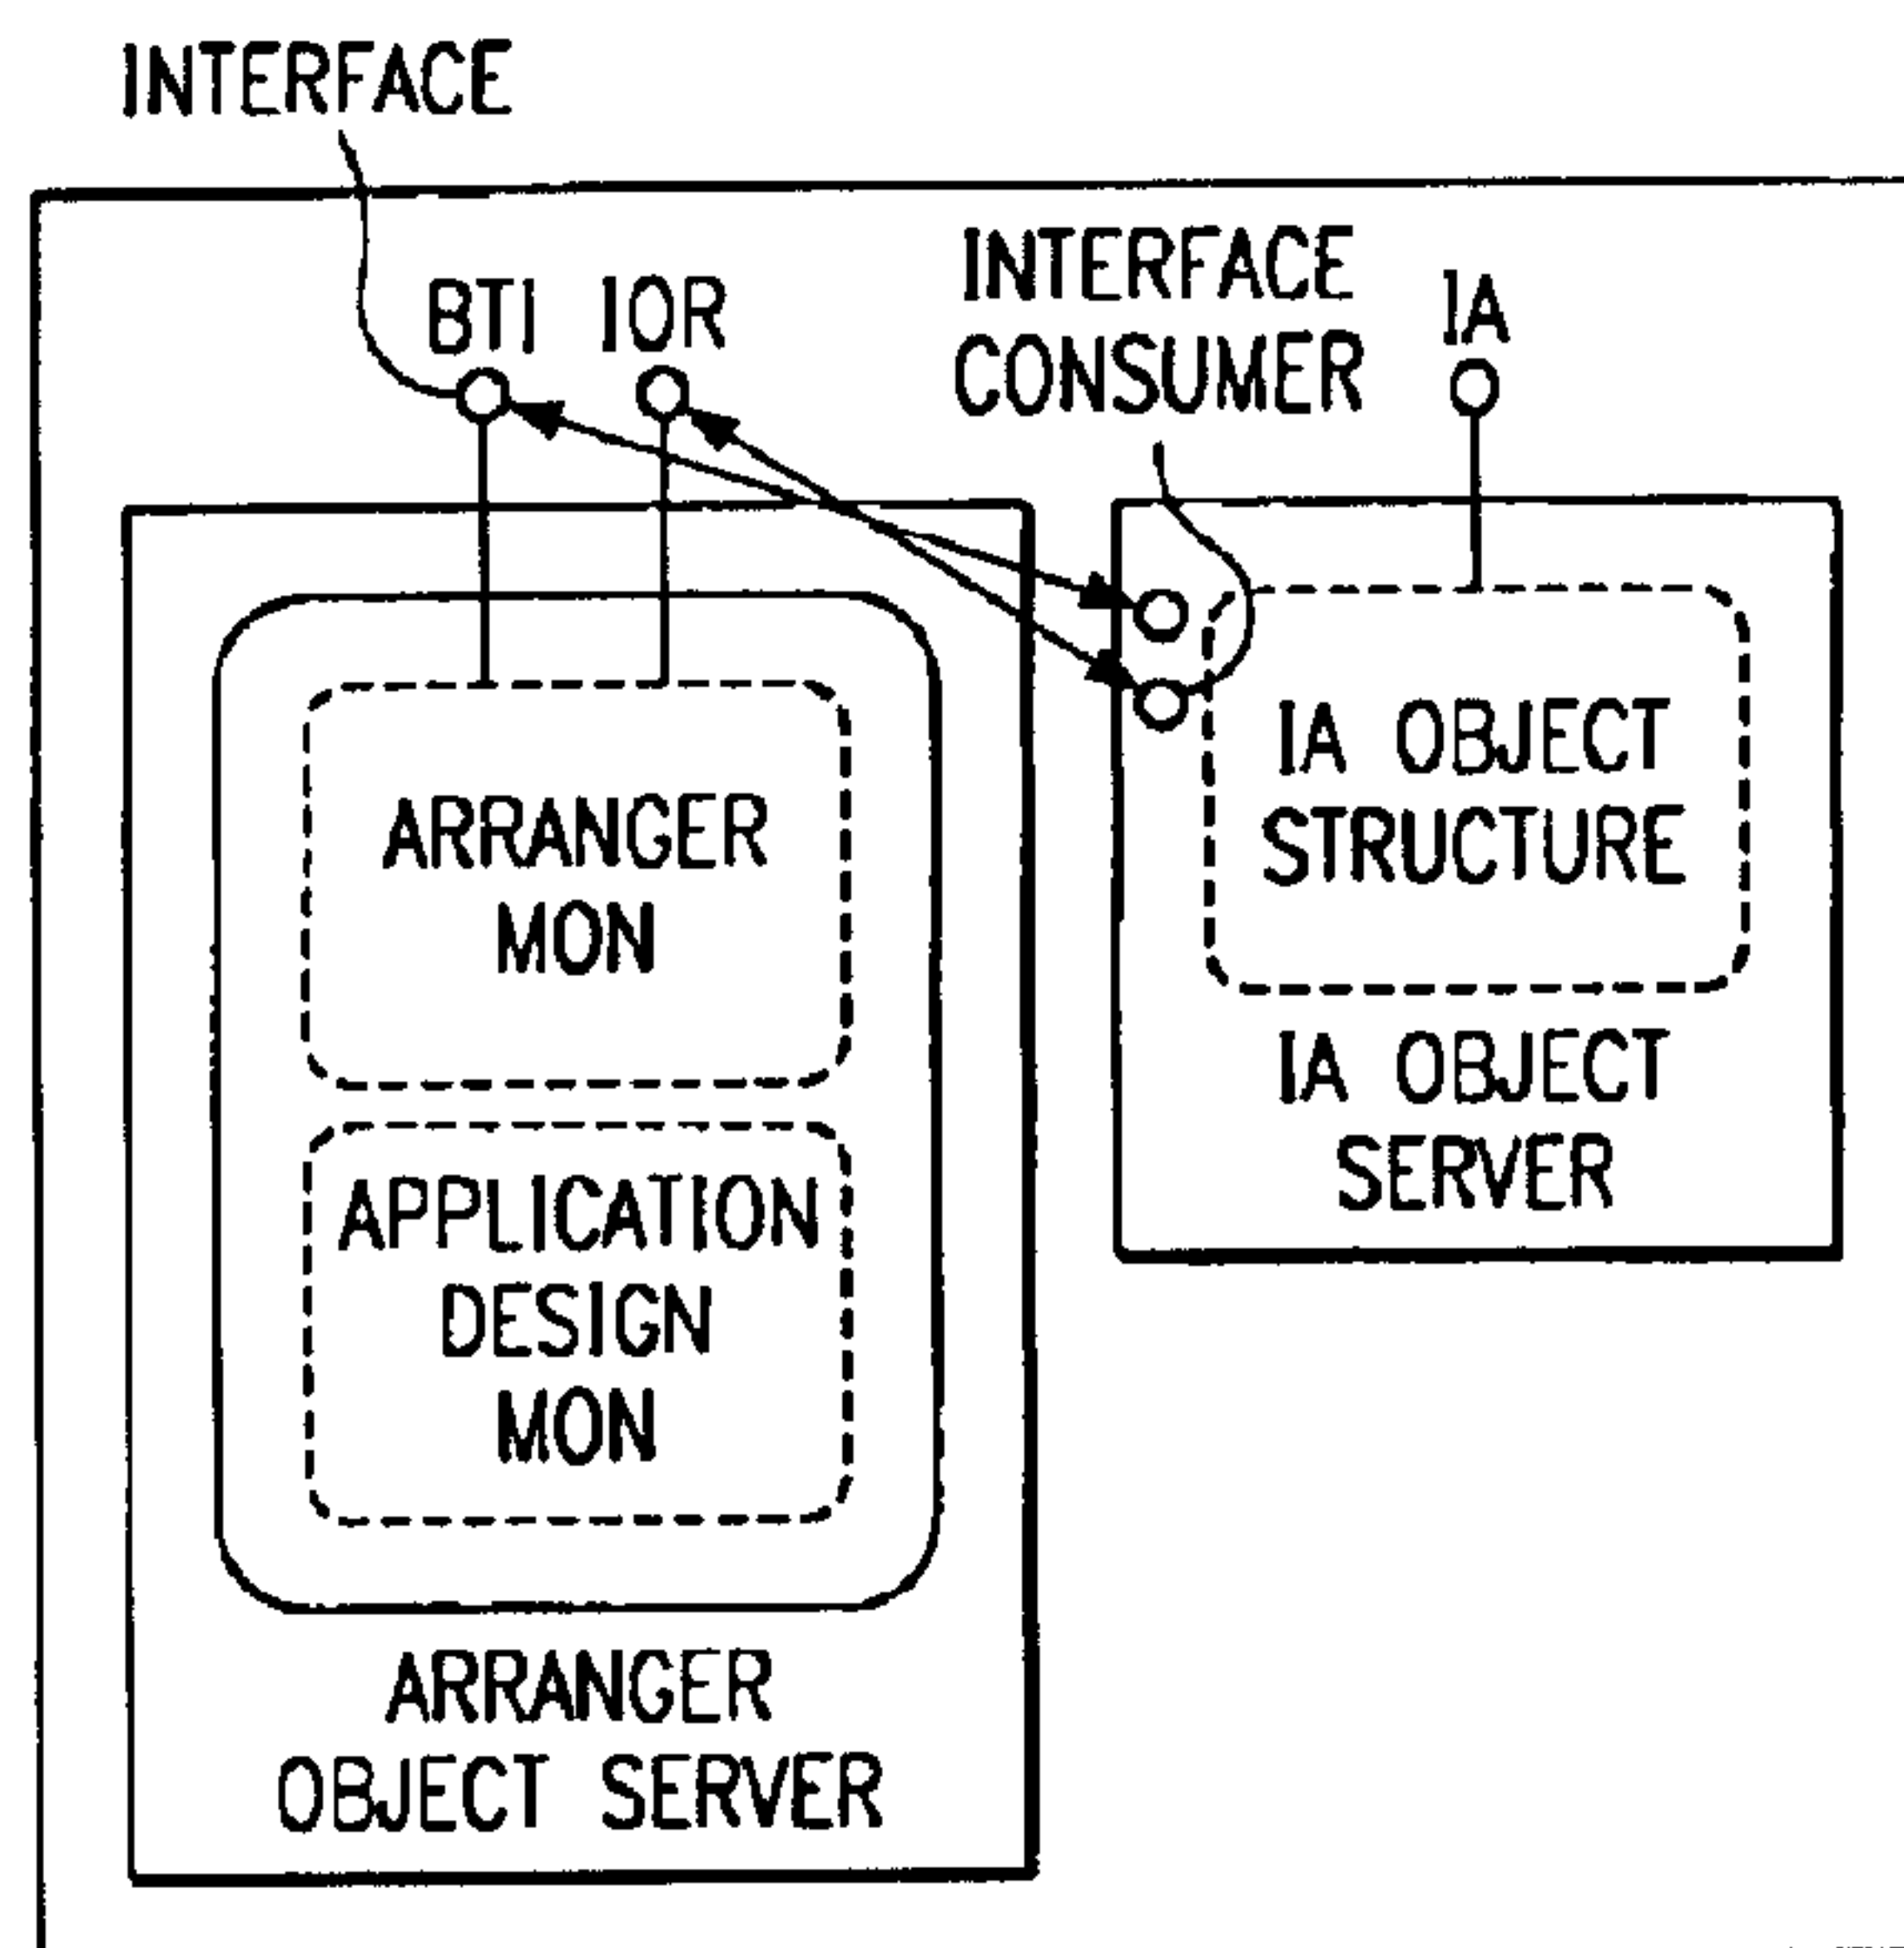 INTERFACE
BTI IOR
INTERFACE
CONSUMER
IA
ARRANGER
MON
APPLICATION
DESIGN
MON
ARRANGER
OBJECT SERVER
IA OBJECT
STRUCTURE
IA OBJECT
SERVER